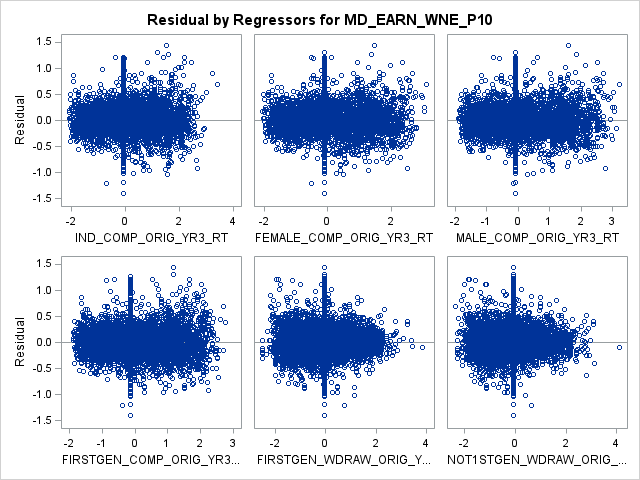 Residual by Regressors for MD_EARN_WNE_P10
Residual
1.5
1.0
0.5
0.0
-0.5
-1.0
-1.5
-2 0 2 4
IND_COMP_ORIG_YR3_RT
-2 0 2
FEMALE_COMP_ORIG_YR3_RT
-2 -1 0 1 2 3
MALE_COMP_ORIG_YR3_RT
Residual
1.5
1.0
0.5
0.0
-0.5
-1.0
-1.5
-2 -1 0 1 2 3
FIRSTGEN_COMP_ORIG_YR3...
-2 0 2 4
FIRSTGEN_WDRAW_ORIG_Y...
-2 0 2 4
NOT1STGEN_WDRAW_ORIG_...